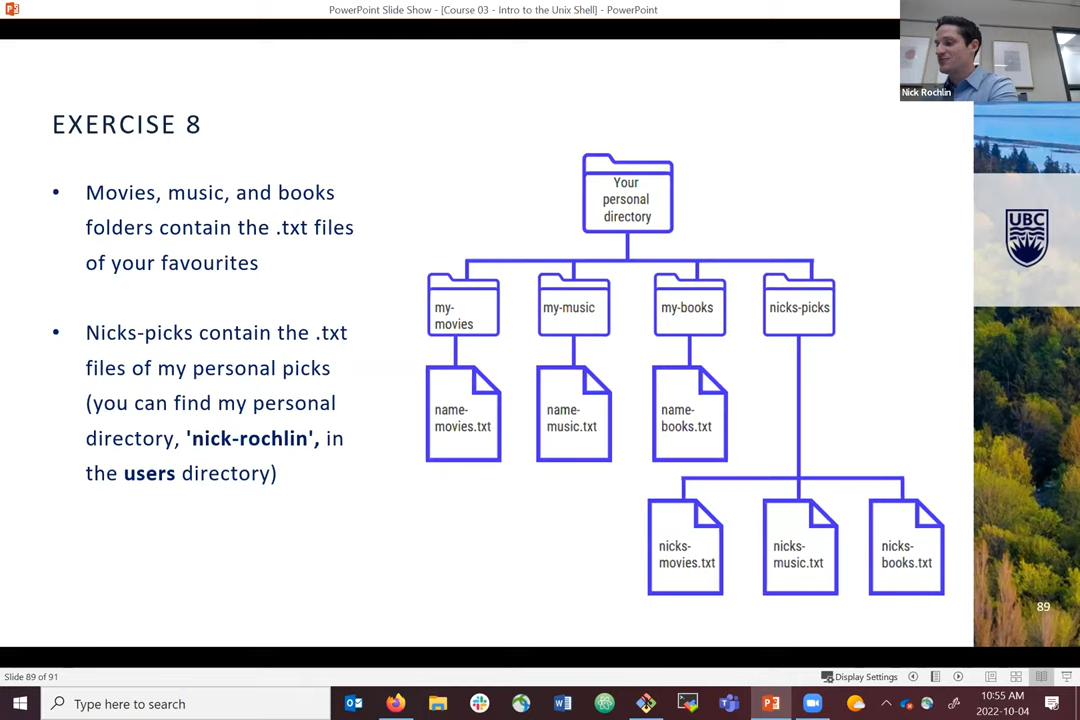 PowerPoint Slide Show - [Course 03 - Intro to the Unix Shell] - PowerPoint
Nick Rochlin
EXERCISE 8
• Movies, music, and books
folders contain the .txt files
of your favourites
• Nicks-picks contain the .txt
files of my personal picks
(you can find my personal
directory, 'nick-rochlin', in
the users directory)
Your
personal
directory
my-
movies
my-music
my-books
nicks-picks
name-
movies.txt
name-
music.txt
name-
books.txt
nicks-
movies.txt
nicks-
music.txt
nicks-
books.txt
UBC
89
Slide 89 of 91
Display Settings
Type here to search
10:55 AM
2022-10-04